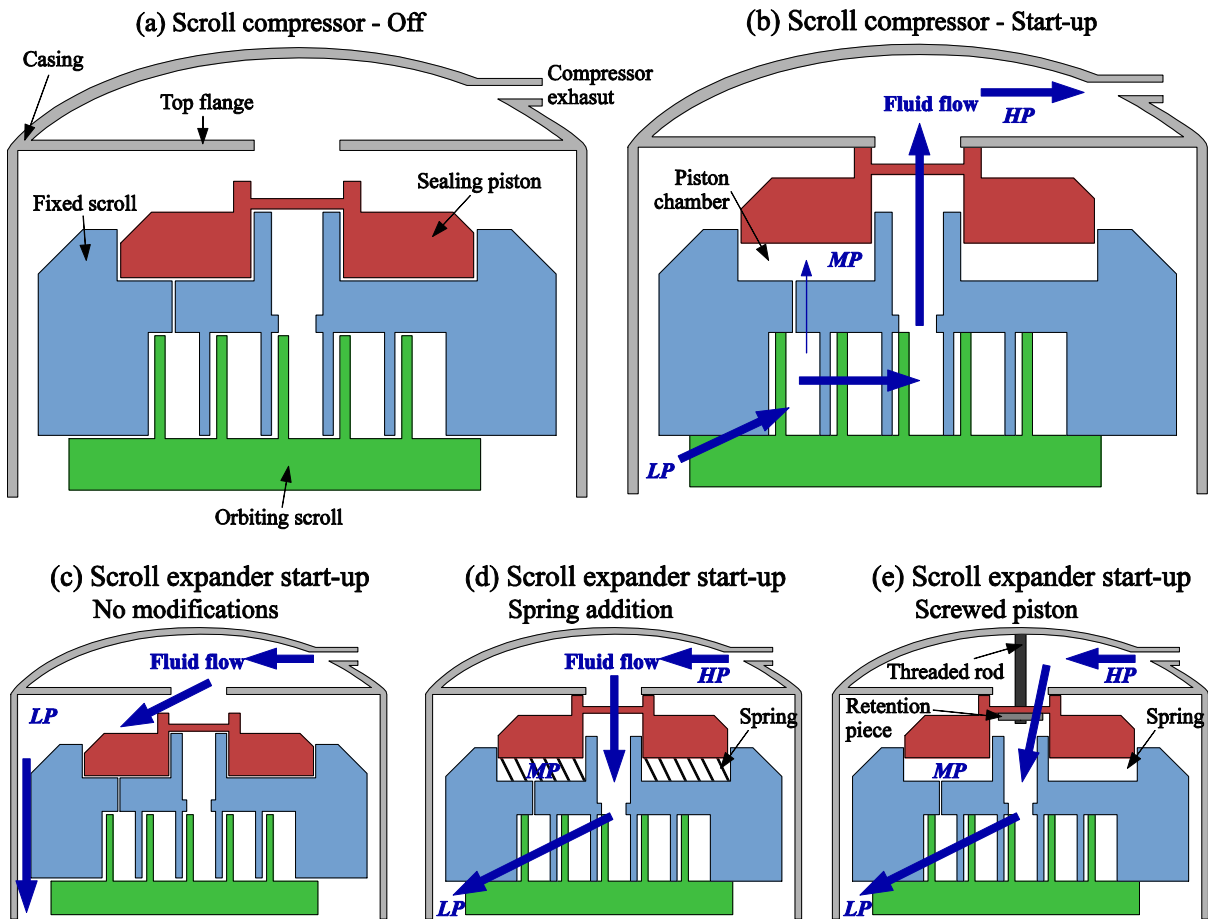 (a) Scroll compressor - Off
Casing
Top flange
Compressor
exhasut
Fixed scroll
Sealing piston
Orbiting scroll
(b) Scroll compressor - Start-up
Fluid flow
HP
Piston
chamber
MP
LP
(c) Scroll expander start-up
No modifications
Fluid flow
LP
(d) Scroll expander start-up
Spring addition
Fluid flow
HP
Spring
MP
LP
(e) Scroll expander start-up
Screwed piston
Threaded rod
HP
Retention
piece
Spring
MP
LP